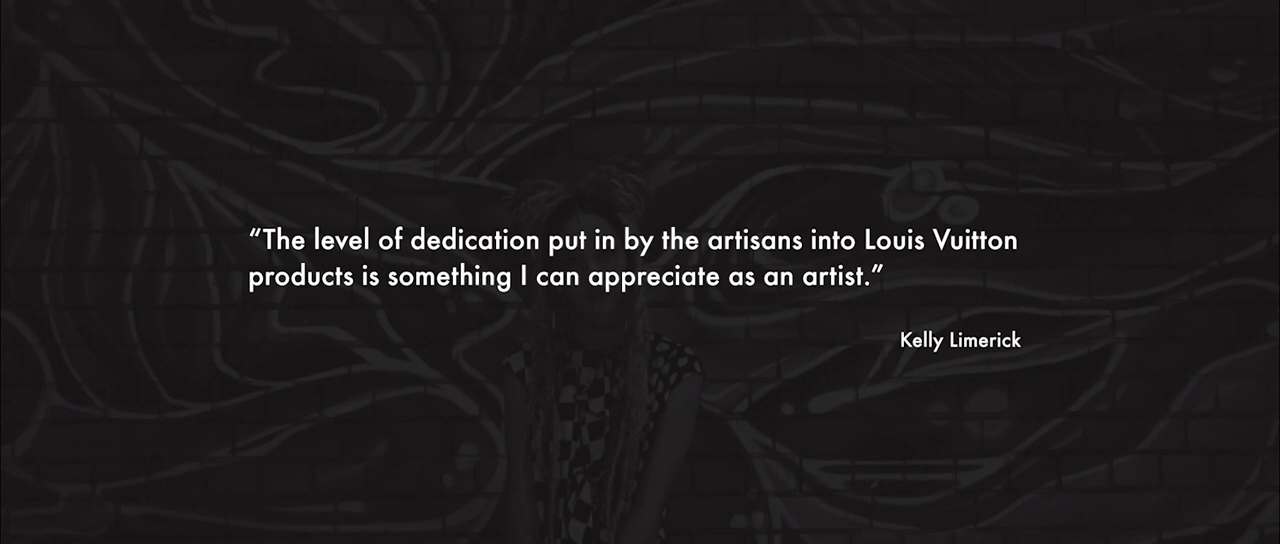 “The level of dedication put in by the artisans into Louis Vuitton
products is something I can appreciate as an artist.”
Kelly Limerick